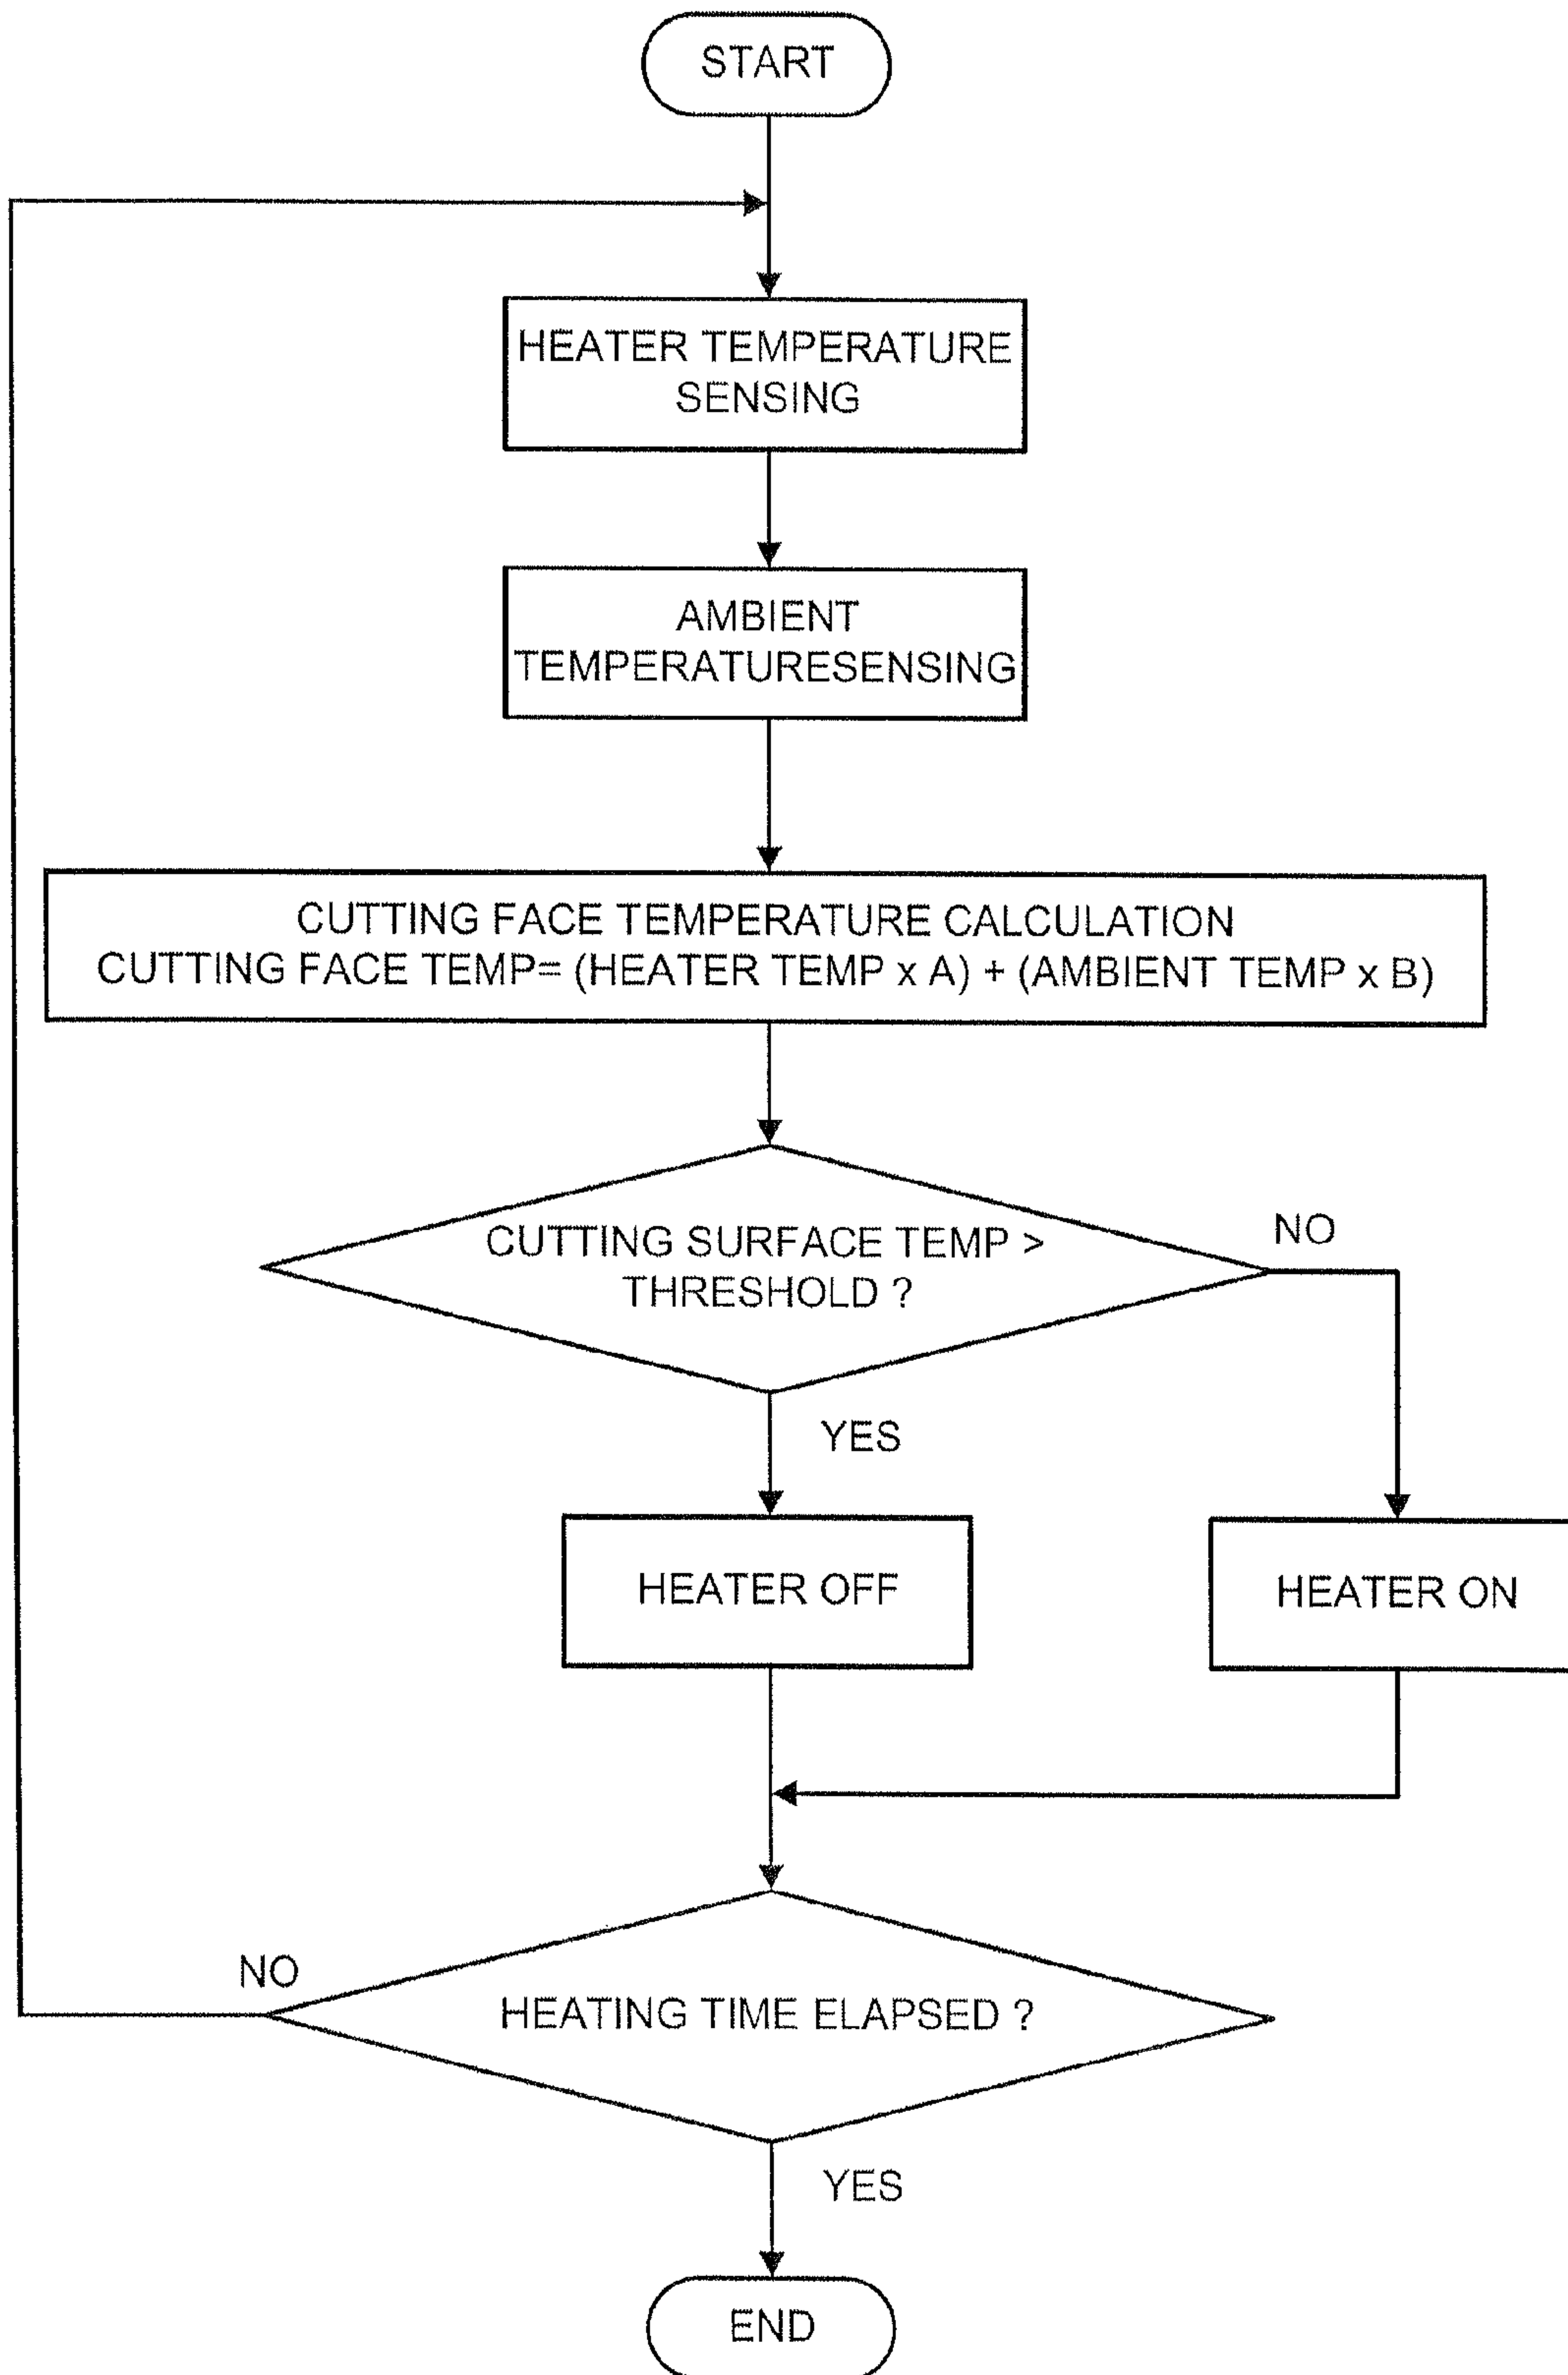 START
HEATER TEMPERATURE
SENSING
AMBIENT
TEMPERATURESENSING
CUTTING FACE TEMPERATURE CALCULATION
CUTTING FACE TEMP= (HEATER TEMP x A) + (AMBIENT TEMP x B)
CUTTING SURFACE TEMP >
THRESHOLD ?
NO
YES
HEATER OFF
HEATER ON
NO
HEATING TIME ELAPSED ?
YES
END